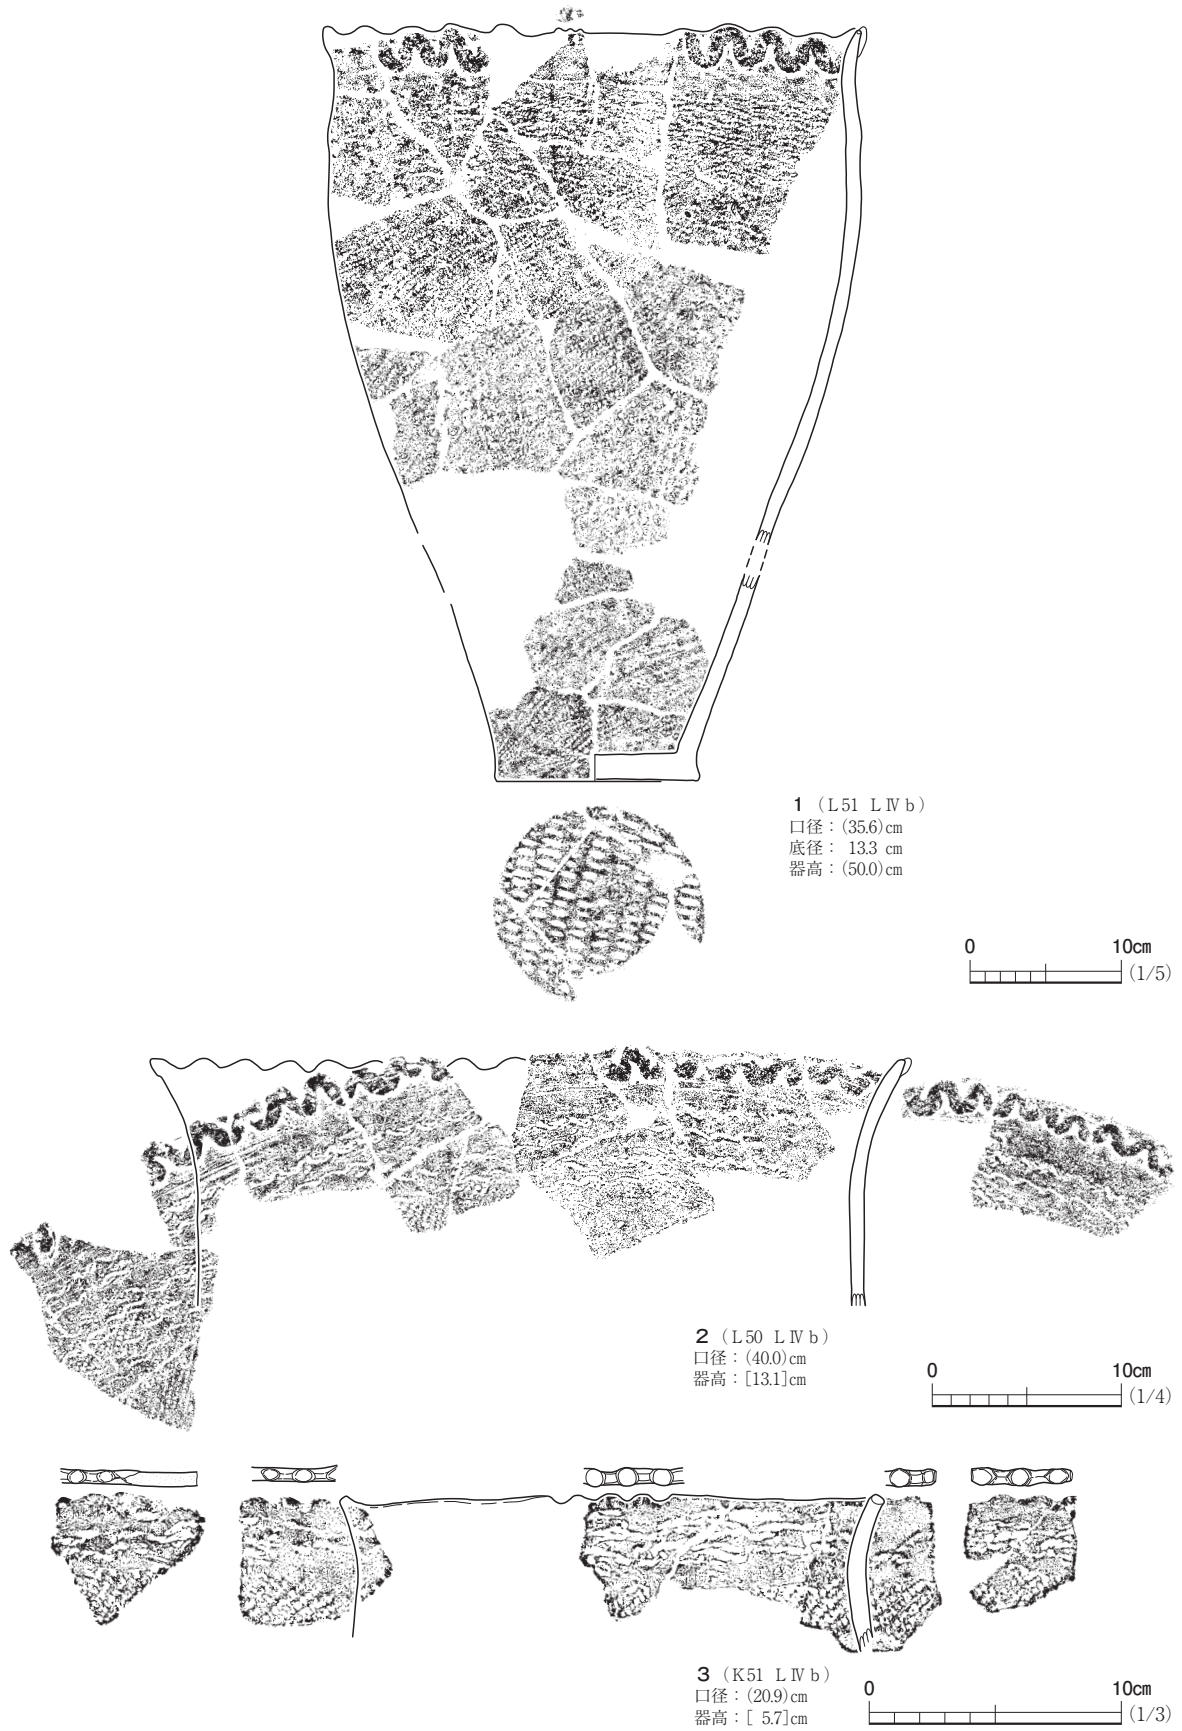 1 (L51 LⅣb)
口径：(35.6)cm
底径： 13.3 cm
器高：(50.0)cm
0 10cm
(1/5)
2 (L50 LⅣb)
口径：(40.0)cm
器高：[13.1]cm
0 10cm
(1/4)
3 (K51 LⅣb)
口径：(20.9)cm
器高：[ 5.7]cm
0 10cm
(1/3)